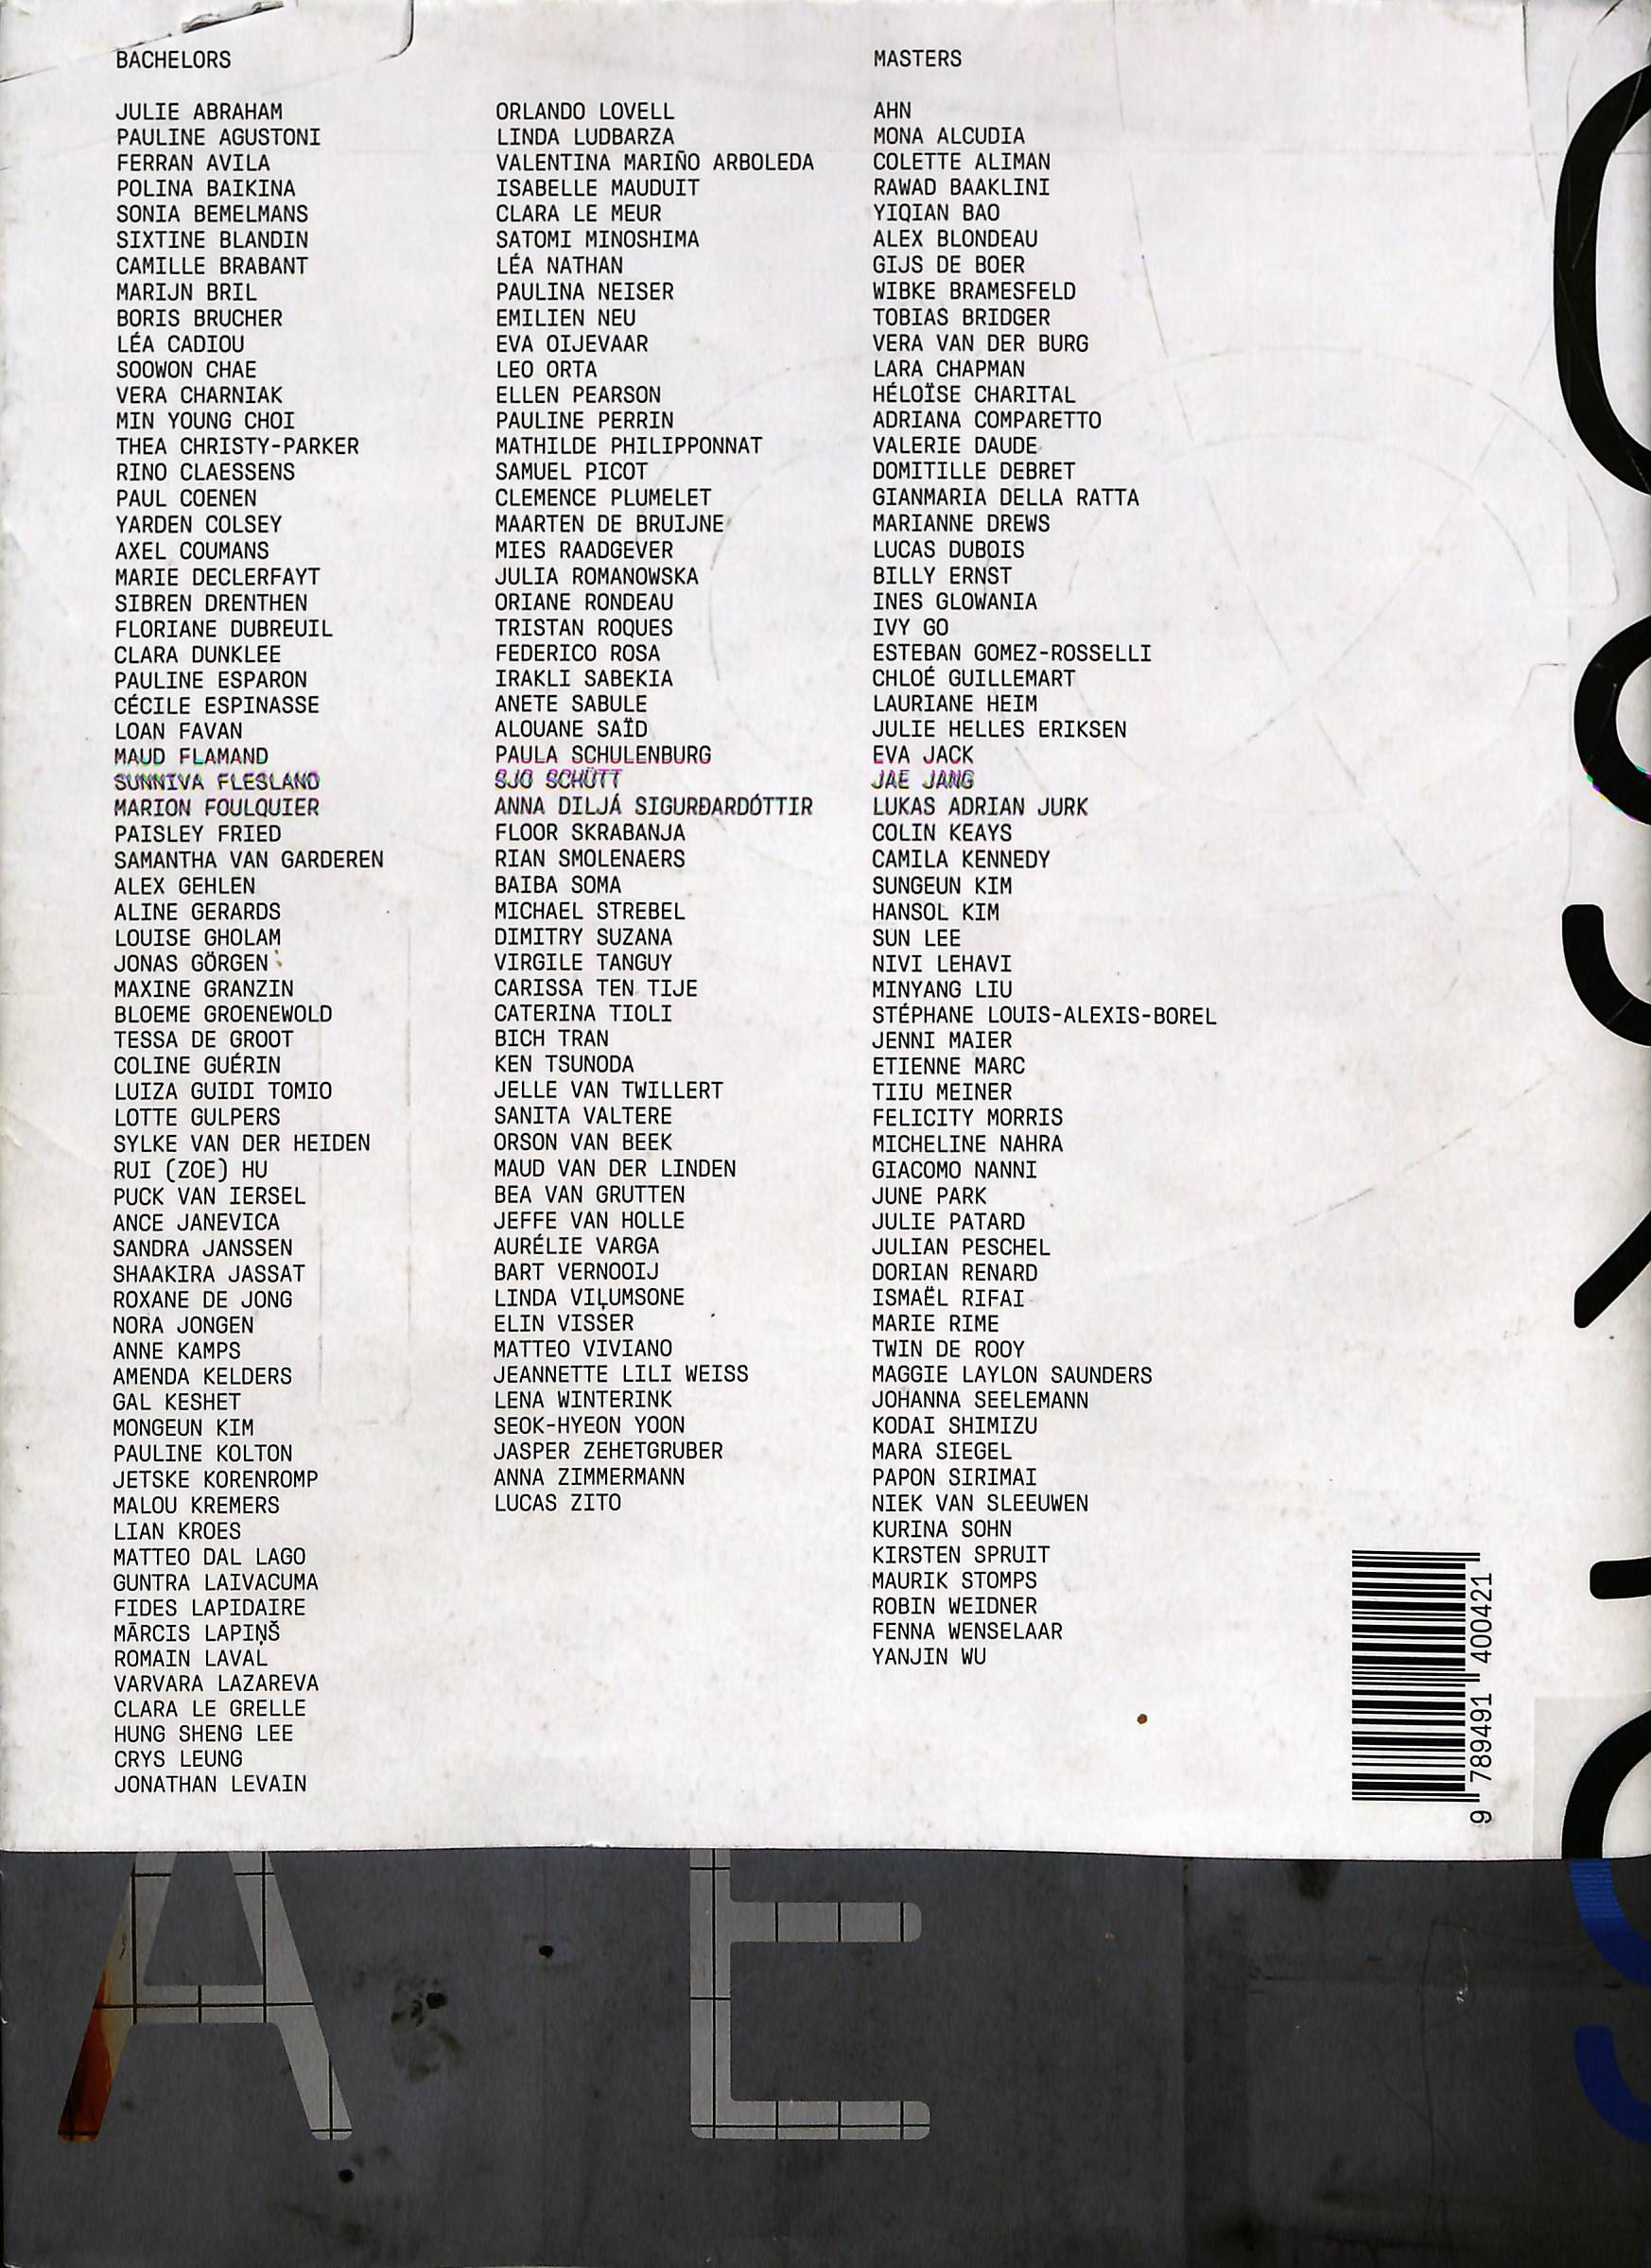 BACHELORS
JULIE ABRAHAM
PAULINE AGUSTONI
FERRAN AVILA
POLINA BAIKINA
SONIA BEMELMANS
SIXTINE BLANDIN
CAMILLE BRABANT
MARIJN BRIL
BORIS BRUCHER
LÉA CADIOU
SOOWON CHAE
VERA CHARNIAK
MIN YOUNG CHOI
THEA CHRISTY-PARKER
RINO CLAESSENS
PAUL COENEN
YARDEN COLSEY
AXEL COUMANS
MARIE DECLERFAYT
SIBREN DRENTHEN
FLORIANE DUBREUIL
CLARA DUNKLEE
PAULINE ESPARON
CÉCILE ESPINASSE
LOAN FAVAN
MAUD FLAMAND
SUNNIVA FLESLAND
MARION FOULQUIER
PAISLEY FRIED
SAMANTHA VAN GARDEREN
ALEX GEHLEN
ALINE GERARDS
LOUISE GHOLAM
JONAS GÖRGEN
MAXINE GRANZIN
BLOEME GROENEWOLD
TESSA DE GROOT
COLINE GUÉRIN
LUIZA GUIDI TOMIO
LOTTE GULPERS
SYLKE VAN DER HEIDEN
RUI (ZOE) HU
PUCK VAN IERSEL
ANCE JANEVICA
SANDRA JANSSEN
SHAAKIRA JASSAT
ROXANE DE JONG
NORA JONGEN
ANNE KAMPS
AMENDA KELDERS
GAL KESHET
MONGEUN KIM
PAULINE KOLTON
JETSKE KORENROMP
MALOU KREMERS
LIAN KROES
MATTEO DAL LAGO
GUNTRA LAIVACUMA
FIDES LAPIDAIRE
MĀRCIS LAPIŅŠ
ROMAIN LAVAL
VARVARA LAZAREVA
CLARA LE GRELLE
HUNG SHENG LEE
CRYS LEUNG
JONATHAN LEVAIN
ORLANDO LOVELL
LINDA LUDBARZA
VALENTINA MARIÑO ARBOLEDA
ISABELLE MAUDUIT
CLARA LE MEUR
SATOMI MINOSHIMA
LÉA NATHAN
PAULINA NEISER
EMILIEN NEU
EVA OIJEVAAR
LEO ORTA
ELLEN PEARSON
PAULINE PERRIN
MATHILDE PHILIPPONNAT
SAMUEL PICOT
CLEMENCE PLUMELET
MAARTEN DE BRUIJNE
MIES RAADGEVER
JULIA ROMANOWSKA
ORIANE RONDEAU
TRISTAN ROQUES
FEDERICO ROSA
IRAKLI SABEKIA
ANETE SABULE
ALOUANE SAÏD
PAULA SCHULENBURG
SJO SCHÜTT
ANNA DILJÁ SIGURÐARDÓTTIR
FLOOR SKRABANJA
RIAN SMOLENAERS
BAIBA SOMA
MICHAEL STREBEL
DIMITRY SUZANA
VIRGILE TANGUY
CARISSA TEN TIJE
CATERINA TIOLI
BICH TRAN
KEN TSUNODA
JELLE VAN TWILLERT
SANITA VALTERE
ORSON VAN BEEK
MAUD VAN DER LINDEN
BEA VAN GRUTTEN
JEFFE VAN HOLLE
AURÉLIE VARGA
BART VERNOOIJ
LINDA VIĻUMSONE
ELIN VISSER
MATTEO VIVIANO
JEANNETTE LILI WEISS
LENA WINTERINK
SEOK-HYEON YOON
JASPER ZEHETGRUBER
ANNA ZIMMERMANN
LUCAS ZITO
MASTERS
AHN
MONA ALCUDIA
COLETTE ALIMAN
RAWAD BAAKLINI
YIQIAN BAO
ALEX BLONDEAU
GIJS DE BOER
WIBKE BRAMESFELD
TOBIAS BRIDGER
VERA VAN DER BURG
LARA CHAPMAN
HÉLOÏSE CHARITAL
ADRIANA COMPARETTO
VALERIE DAUDE
DOMITILLE DEBRET
GIANMARIA DELLA RATTA
MARIANNE DREWS
LUCAS DUBOIS
BILLY ERNST
INES GLOWANIA
IVY GO
ESTEBAN GOMEZ-ROSSELLI
CHLOÉ GUILLEMART
LAURIANE HEIM
JULIE HELLES ERIKSEN
EVA JACK
JAE JANG
LUKAS ADRIAN JURK
COLIN KEAYS
CAMILA KENNEDY
SUNGEUN KIM
HANSOL KIM
SUN LEE
NIVI LEHAVI
MINYANG LIU
STÉPHANE LOUIS-ALEXIS-BOREL
JENNI MAIER
ETIENNE MARC
TIIU MEINER
FELICITY MORRIS
MICHELINE NAHRA
GIACOMO NANNI
JUNE PARK
JULIE PATARD
JULIAN PESCHEL
DORIAN RENARD
ISMAËL RIFAI
MARIE RIME
TWIN DE ROOY
MAGGIE LAYLON SAUNDERS
JOHANNA SEELEMANN
KODAI SHIMIZU
MARA SIEGEL
PAPON SIRIMAI
NIEK VAN SLEEUWEN
KURINA SOHN
KIRSTEN SPRUIT
MAURIK STOMPS
ROBIN WEIDNER
FENNA WENSELAAR
YANJIN WU
9 789491 400421
A E